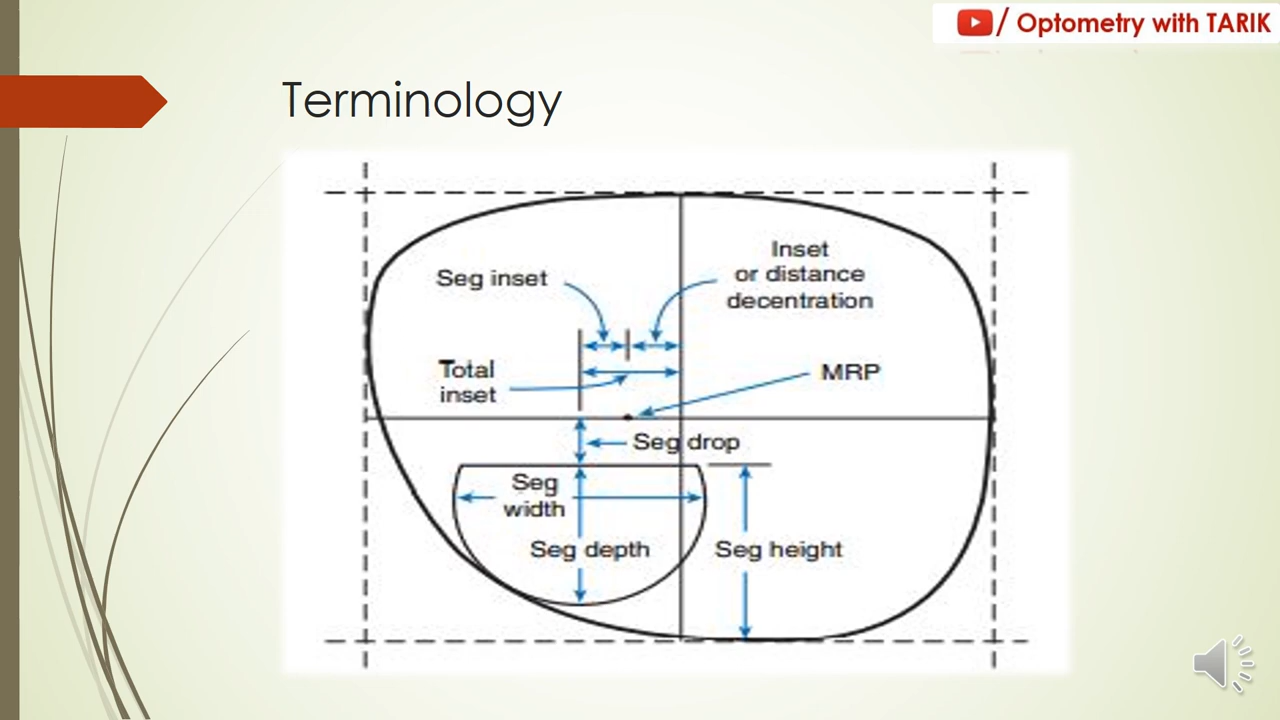 / Optometry with TARIK
Terminology
Inset
or distance
decentration
Seg inset
Total
inset
MRP
Seg drop
Seg
width
Seg depth
Seg height